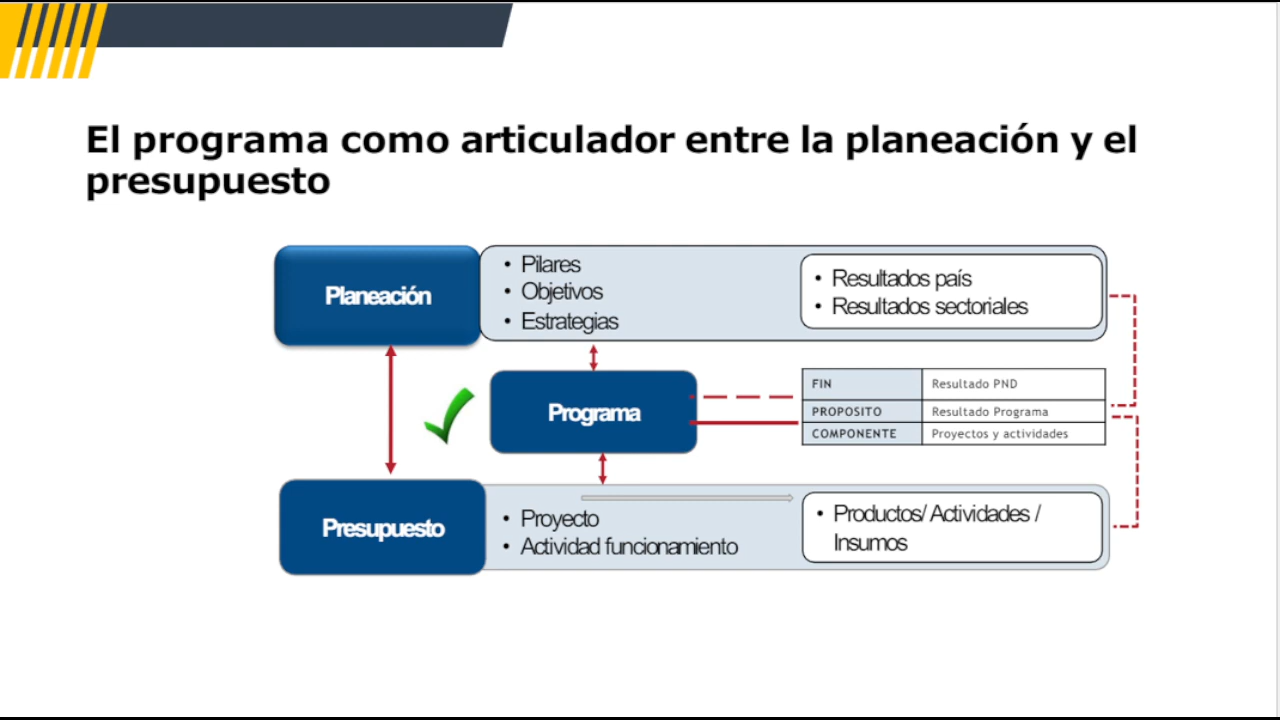 El programa como articulador entre la planeación y el
presupuesto
Planeación
• Pilares
• Objetivos
• Estrategias
• Resultados país
• Resultados sectoriales
Programa
FIN Resultado PND
PROPOSITO Resultado Programa
COMPONENTE Proyectos y actividades
Presupuesto
• Proyecto
• Actividad funcionamiento
• Productos/ Actividades /
Insumos